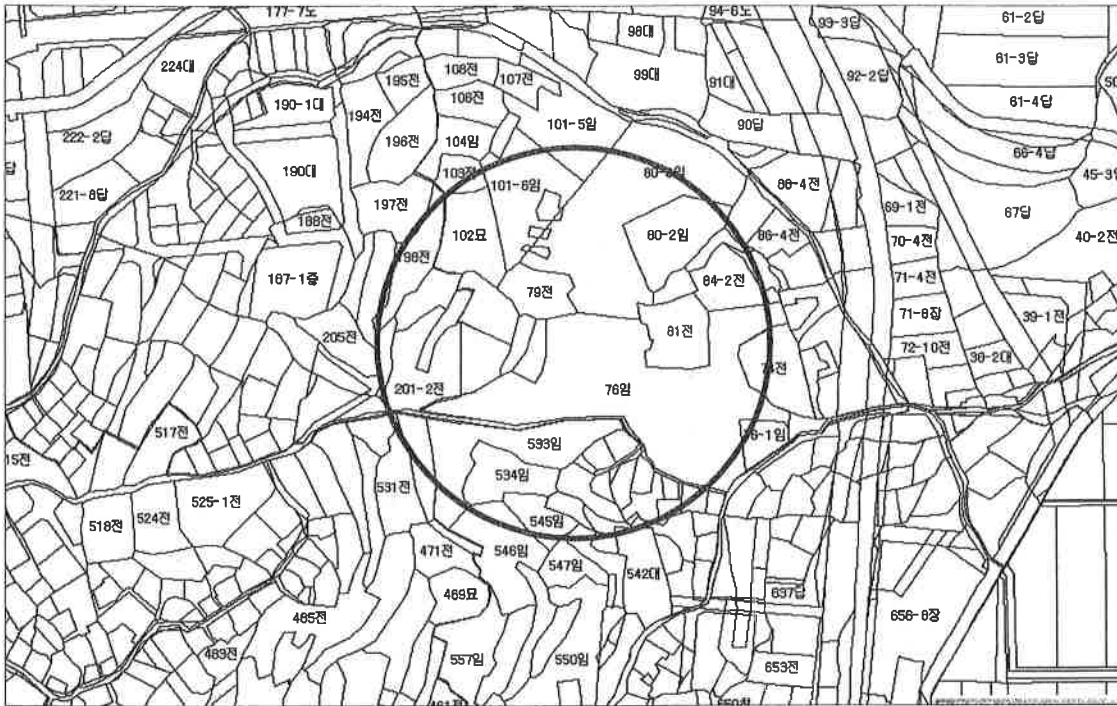 177-7도
94-6도
93-3답
61-2답
98대
224대
108전
195전
107전
99대
91대
92-2답
61-3답
106전
190-1대
194전
61-4답
101-5임
90답
222-2답
196전
104임
66-4답
103전
101-6임
88-4전
45-3임
190대
221-8답
197전
69-1전
67답
188전
102묘
80-2임
86-4전
70-4전
40-2전
198전
84-2전
187-1종
79전
71-4전
71-8장
39-1전
205전
81전
72-10전
38-2대
201-2전
76임
517전
593임
534임
531전
525-1전
524전
518전
545임
471전
546임
547임
542대
469묘
637답
485전
656-8장
483전
557임
550임
653전